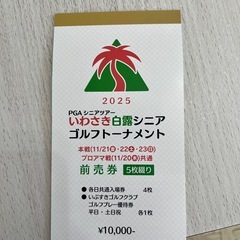 2025
PGA シニアツアー
いわさき白露シニア
ゴルフトーナメント
本戦(11/21㊎・22㊏・23㊐)
プロアマ戦(11/20㊍)共通
前売券 5枚綴り
● 各日共通入場券 4枚
● いぶすきゴルフクラブ
ゴルフプレー優待券
平日・土日祝 各1枚
¥10,000-